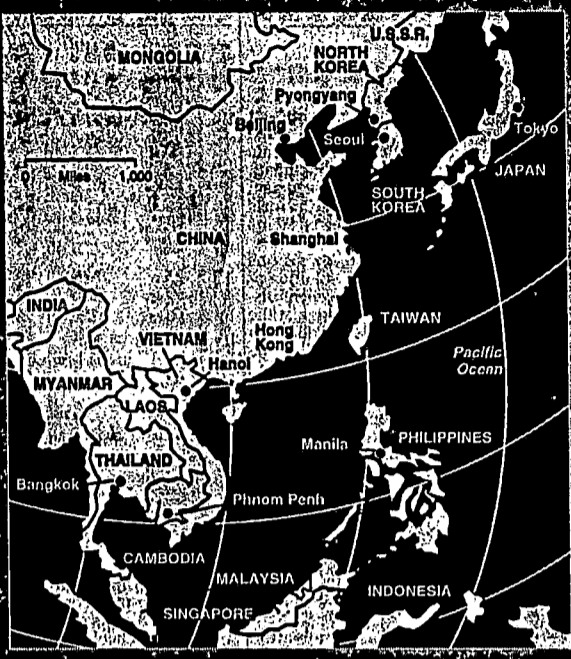 U.S.S.R.
MONGOLIA
NORTH
KOREA
Pyongyang
Beijing
Seoul
Tokyo
0 Miles 1,000
JAPAN
SOUTH
KOREA
CHINA
Shanghai
INDIA
TAIWAN
VIETNAM
Hong
Kong
Hanoi
Pacific
Ocean
MYANMAR
LAOS
Manila
PHILIPPINES
THAILAND
Bangkok
Phnom Penh
CAMBODIA
MALAYSIA
INDONESIA
SINGAPORE